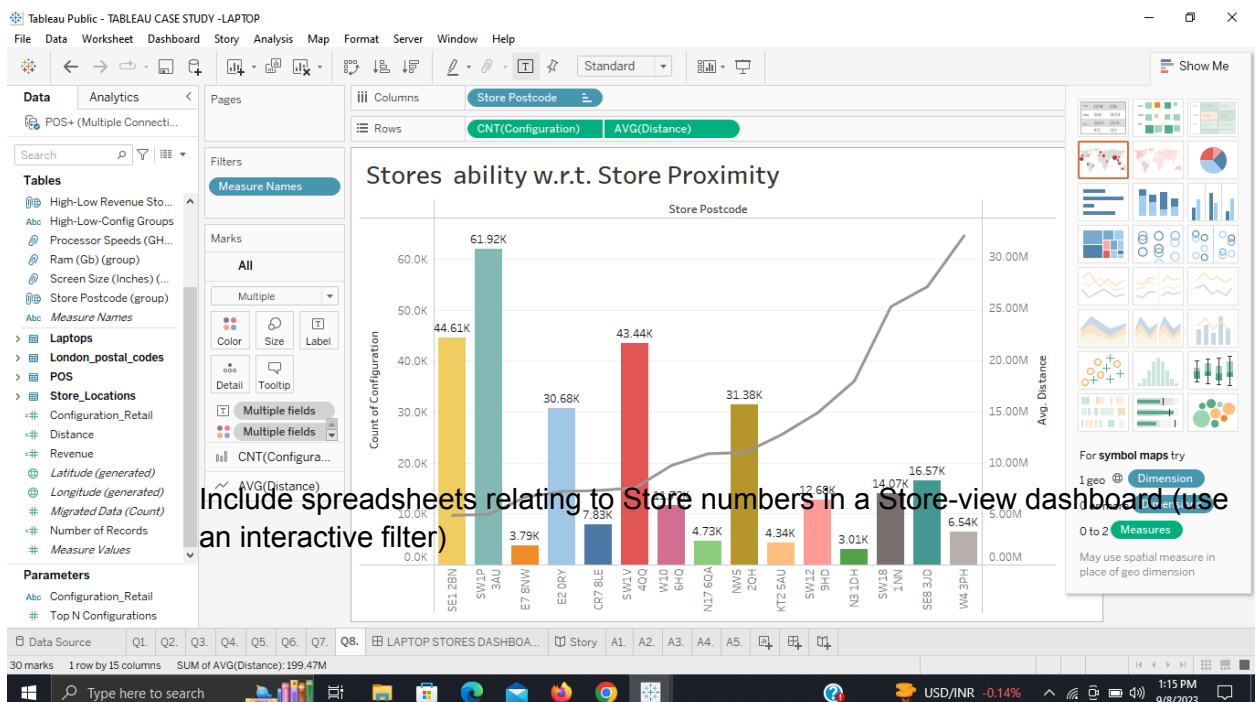 Tableau Public - TABLEAU CASE STUDY -LAPTOP
File Data Worksheet Dashboard Story Analysis Map Format Server Window Help
Standard
Show Me
Data Analytics
POS+ (Multiple Connecti...
Search
Tables
High-Low Revenue Sto...
Abc High-Low-Config Groups
Processor Speeds (GH...
Ram (Gb) (group)
Screen Size (Inches) (...
Store Postcode (group)
Abc Measure Names
Laptops
London_postal_codes
POS
Store_Locations
=# Configuration_Retail
=# Distance
=# Revenue
Latitude (generated)
Longitude (generated)
# Migrated Data (Count)
=# Number of Records
# Measure Values
Parameters
Abc Configuration_Retail
# Top N Configurations
Pages
Filters
Measure Names
Marks
All
Multiple
Color Size Label
Detail Tooltip
Multiple fields
Multiple fields
CNT(Configura...
AVG(Distance)
iii Columns Store Postcode
Rows CNT(Configuration) AVG(Distance)
Stores ability w.r.t. Store Proximity
Store Postcode
Count of Configuration
60.0K
50.0K
40.0K
30.0K
20.0K
10.0K
0.0K
44.61K
61.92K
3.79K
30.68K
7.83K
43.44K
4.73K
31.38K
4.34K
12.68K
3.01K
14.07K
16.57K
6.54K
Avg. Distance
30.00M
25.00M
20.00M
15.00M
10.00M
5.00M
0.00M
SE1 2BN
SW1P 3AU
E7 8NW
E2 0RY
CR7 8LE
SW1V 4QQ
W10 6HQ
N17 6QA
NW5 2QH
KT2 5AU
SW12 9HD
N3 1DH
SW18 1NN
SE8 3JD
W4 3PH
Include spreadsheets relating to Store numbers in a Store-view dashboard (use
an interactive filter)
For symbol maps try
1 geo Dimension
0 or more Dimensions
0 to 2 Measures
May use spatial measure in
place of geo dimension
Data Source Q1. Q2. Q3. Q4. Q5. Q6. Q7. Q8. LAPTOP STORES DASHBOA... Story A1. A2. A3. A4. A5.
30 marks 1 row by 15 columns SUM of AVG(Distance): 199.47M
Type here to search
USD/INR -0.14%
1:15 PM
9/8/2023